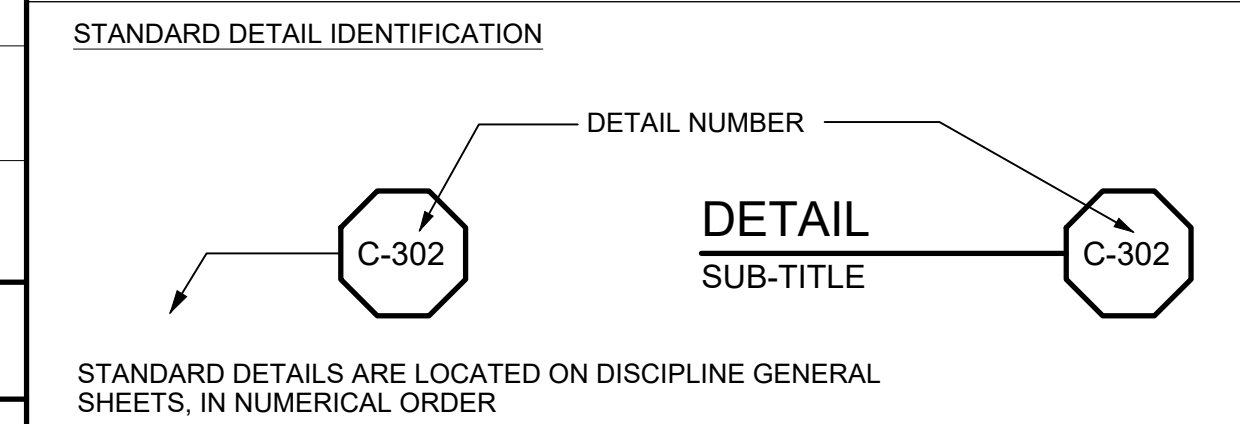 STANDARD DETAIL IDENTIFICATION
DETAIL NUMBER
C-302
DETAIL
SUB-TITLE
C-302
STANDARD DETAILS ARE LOCATED ON DISCIPLINE GENERAL
SHEETS, IN NUMERICAL ORDER